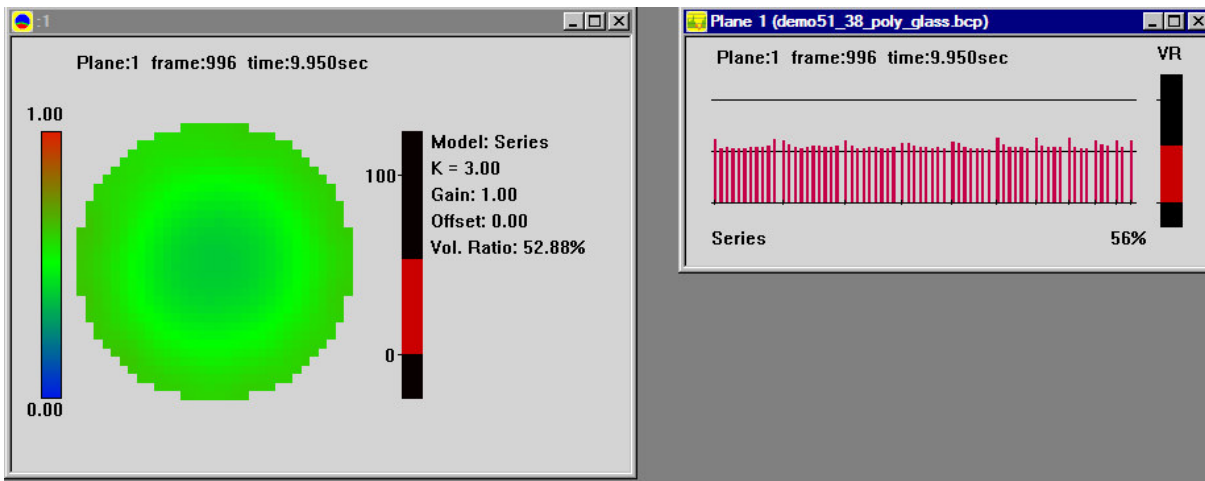 :1
Plane:1 frame:996 time:9.950sec
1.00
0.00
100
0
Model: Series
K = 3.00
Gain: 1.00
Offset: 0.00
Vol. Ratio: 52.88%
Plane 1 (demo51_38_poly_glass.bcp)
Plane:1 frame:996 time:9.950sec
VR
Series
56%